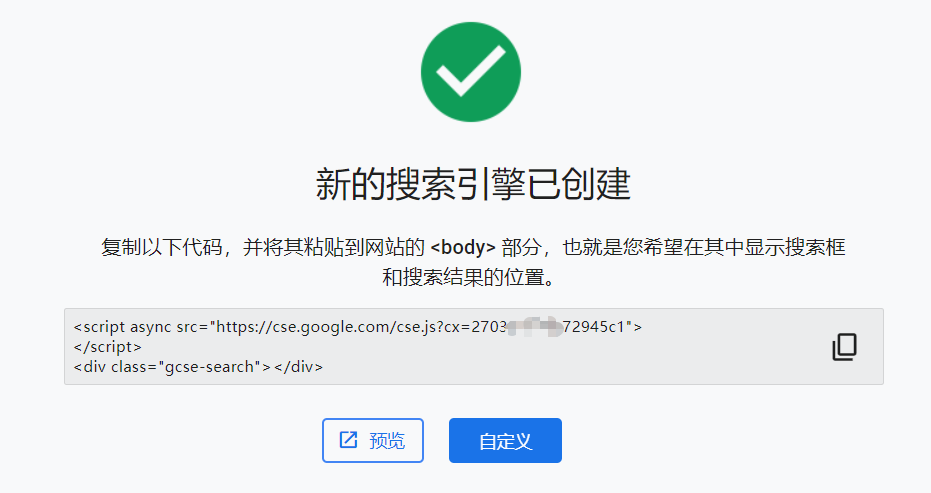 新的搜索引擎已创建
复制以下代码，并将其粘贴到网站的 <body> 部分，也就是您希望在其中显示搜索框
和搜索结果的位置。
<script async src="https://cse.google.com/cse.js?cx=2703 72945c1">
</script>
<div class="gcse-search"></div>
预览
自定义